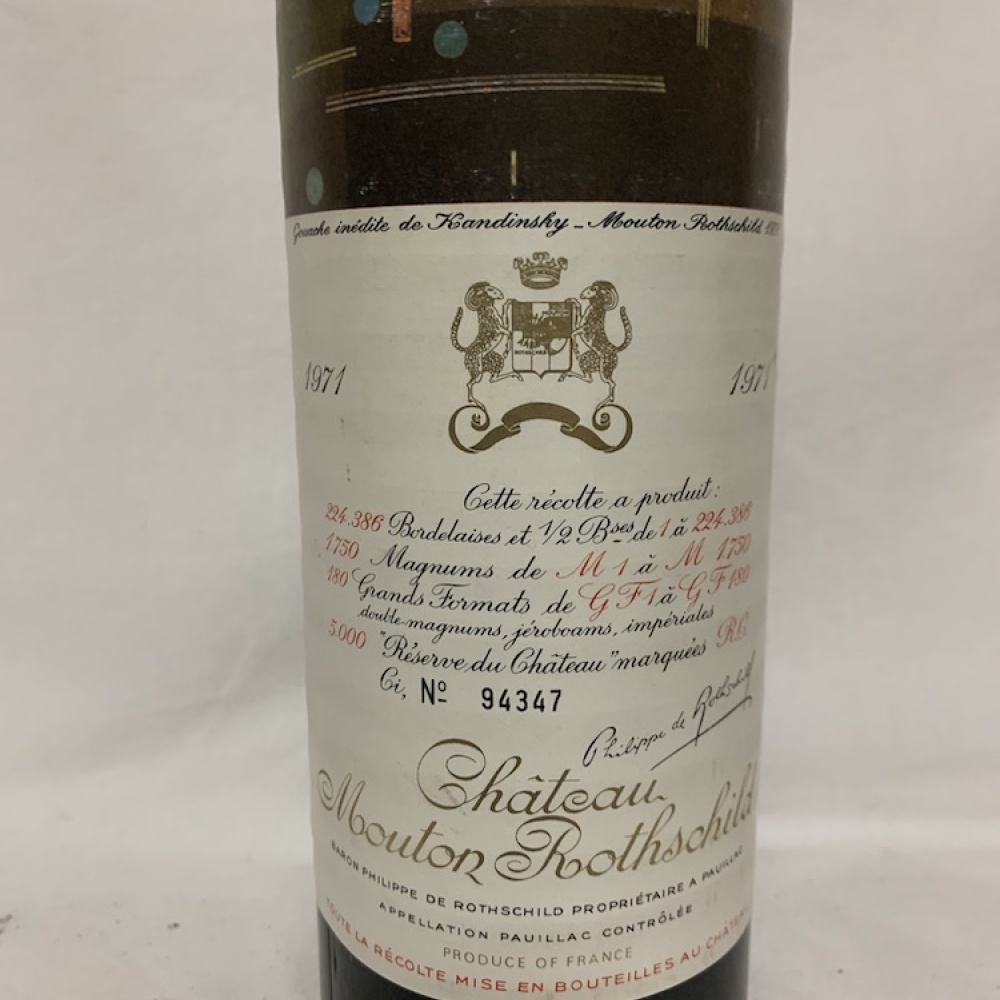 Gouache inédite de Kandinsky - Mouton Rothschild
ROTHSCHILD
1971 1971
Cette récolte a produit :
224.386 Bordelaises et 1/2 Bses de 1 à 224.386
1750 Magnums de M 1 à M 1750
180 Grands Formats de G F 1 à G F 180
double-magnums, jéroboams, impériales
5.000 "Réserve du Château" marquées R.C.
Ci, Nº 94347
Philippe de Rothschild
Château
Mouton Rothschild
BARON PHILIPPE DE ROTHSCHILD PROPRIÉTAIRE A PAUILLAC
APPELLATION PAUILLAC CONTRÔLÉE
PRODUCE OF FRANCE
TOUTE LA RÉCOLTE MISE EN BOUTEILLES AU CHÂTEAU